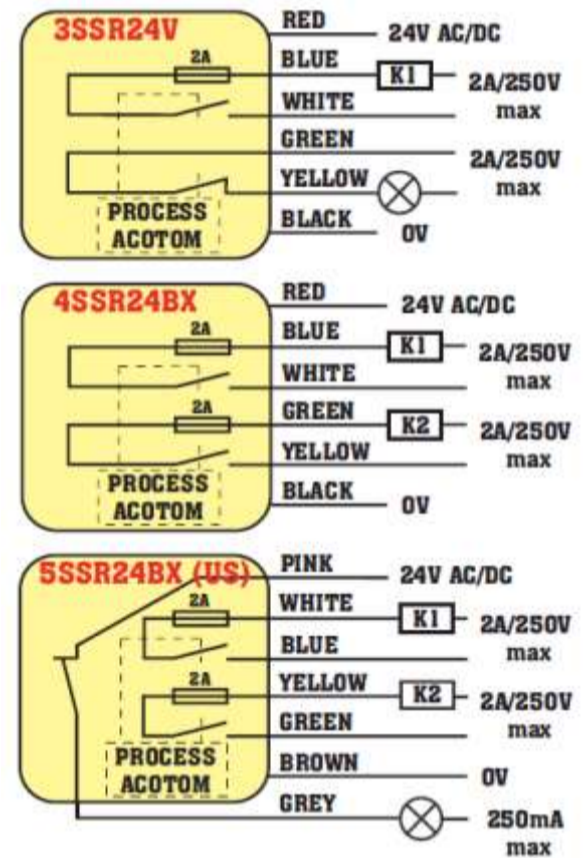 3SSR24V
RED
24V AC/DC
2A
BLUE
K1
2A/250V
max
WHITE
GREEN
2A/250V
max
YELLOW
PROCESS
ACOTOM
BLACK
0V
4SSR24BX
RED
24V AC/DC
2A
BLUE
K1
2A/250V
max
WHITE
2A
GREEN
K2
2A/250V
max
YELLOW
PROCESS
ACOTOM
BLACK
0V
5SSR24BX (US)
PINK
24V AC/DC
2A
WHITE
K1
2A/250V
max
BLUE
2A
YELLOW
K2
2A/250V
max
GREEN
PROCESS
ACOTOM
BROWN
0V
GREY
250mA
max